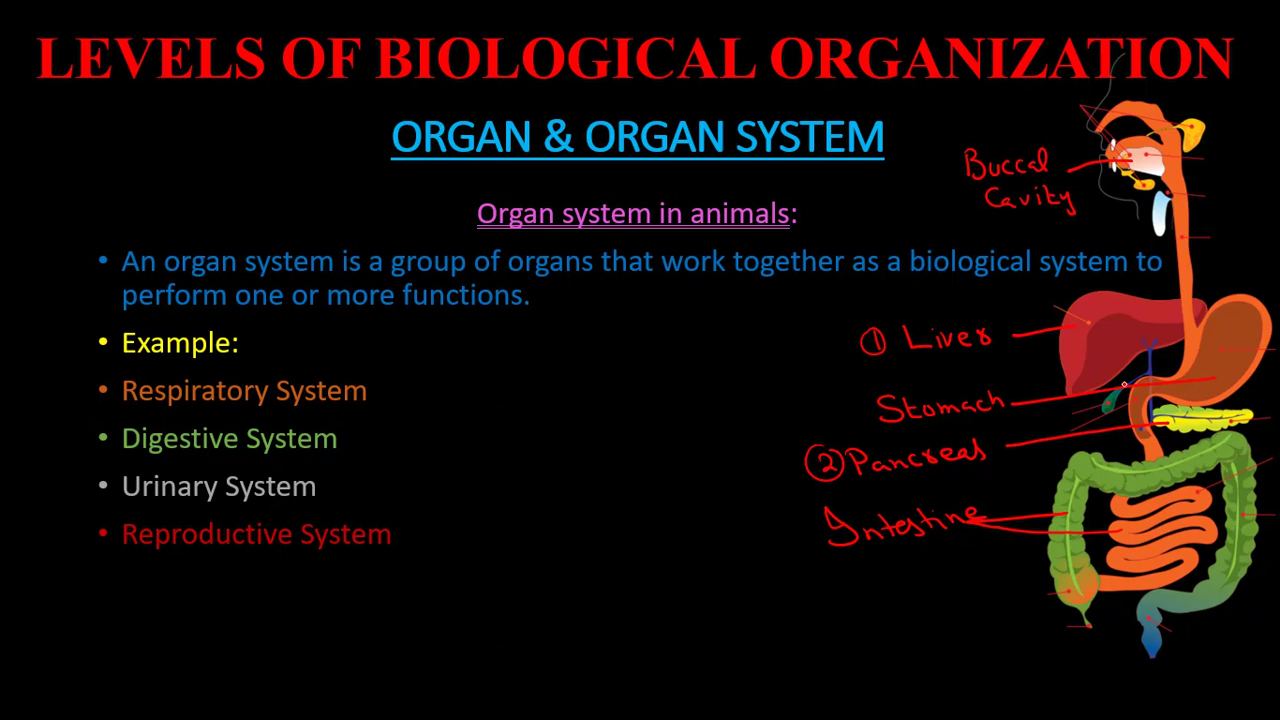 LEVELS OF BIOLOGICAL ORGANIZATION
ORGAN & ORGAN SYSTEM
Organ system in animals:
• An organ system is a group of organs that work together as a biological system to
perform one or more functions.
• Example:
• Respiratory System
• Digestive System
• Urinary System
• Reproductive System
Buccal
Cavity
① Liver
Stomach
② Pancreas
Intestine